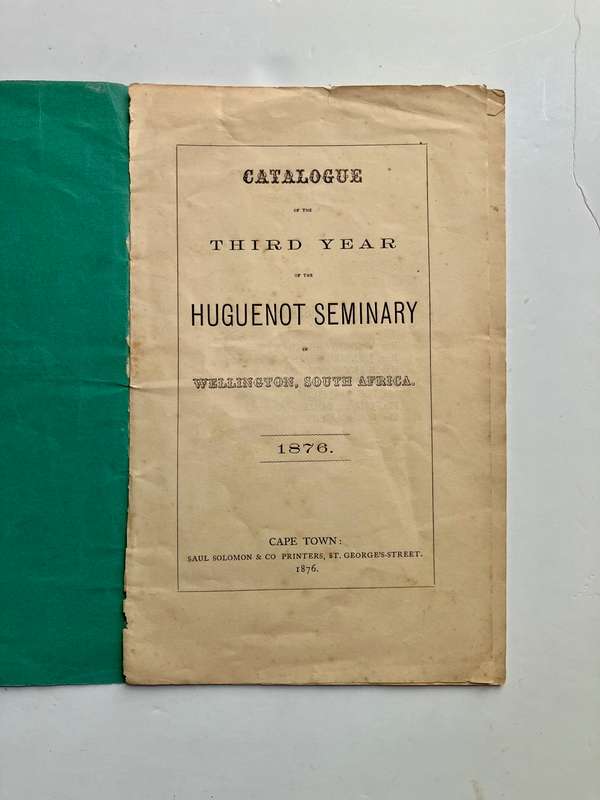 CATALOGUE
OF THE
THIRD YEAR
OF THE
HUGUENOT SEMINARY
IN
WELLINGTON, SOUTH AFRICA.
1876.
CAPE TOWN:
SAUL SOLOMON & CO PRINTERS, ST. GEORGE'S-STREET.
1876.